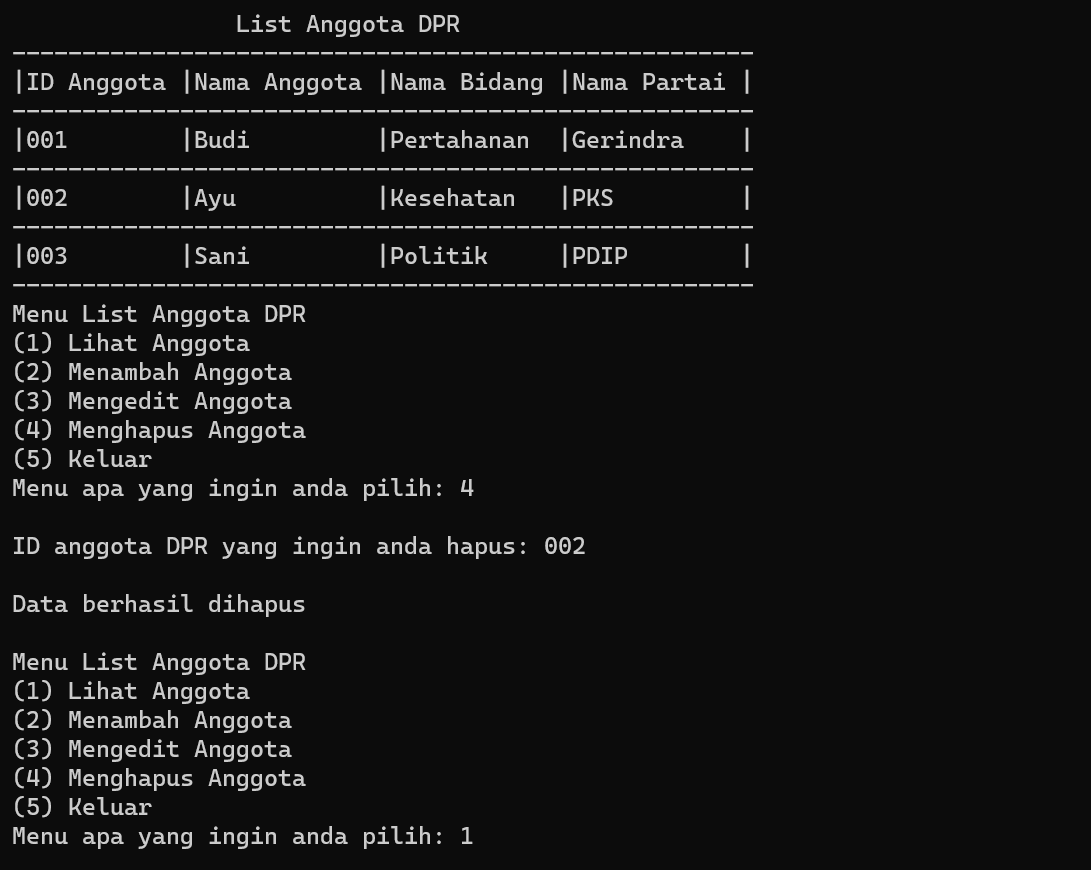 List Anggota DPR
-----------------------------------------------------
|ID Anggota |Nama Anggota |Nama Bidang |Nama Partai |
-----------------------------------------------------
|001        |Budi         |Pertahanan  |Gerindra    |
-----------------------------------------------------
|002        |Ayu          |Kesehatan   |PKS         |
-----------------------------------------------------
|003        |Sani         |Politik     |PDIP        |
-----------------------------------------------------
Menu List Anggota DPR
(1) Lihat Anggota
(2) Menambah Anggota
(3) Mengedit Anggota
(4) Menghapus Anggota
(5) Keluar
Menu apa yang ingin anda pilih: 4
ID anggota DPR yang ingin anda hapus: 002
Data berhasil dihapus
Menu List Anggota DPR
(1) Lihat Anggota
(2) Menambah Anggota
(3) Mengedit Anggota
(4) Menghapus Anggota
(5) Keluar
Menu apa yang ingin anda pilih: 1